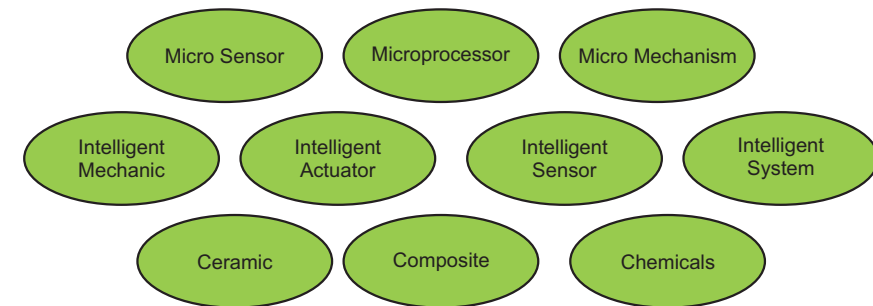 Micro Sensor
Microprocessor
Micro Mechanism
Intelligent
Mechanic
Intelligent
Actuator
Intelligent
Sensor
Intelligent
System
Ceramic
Composite
Chemicals